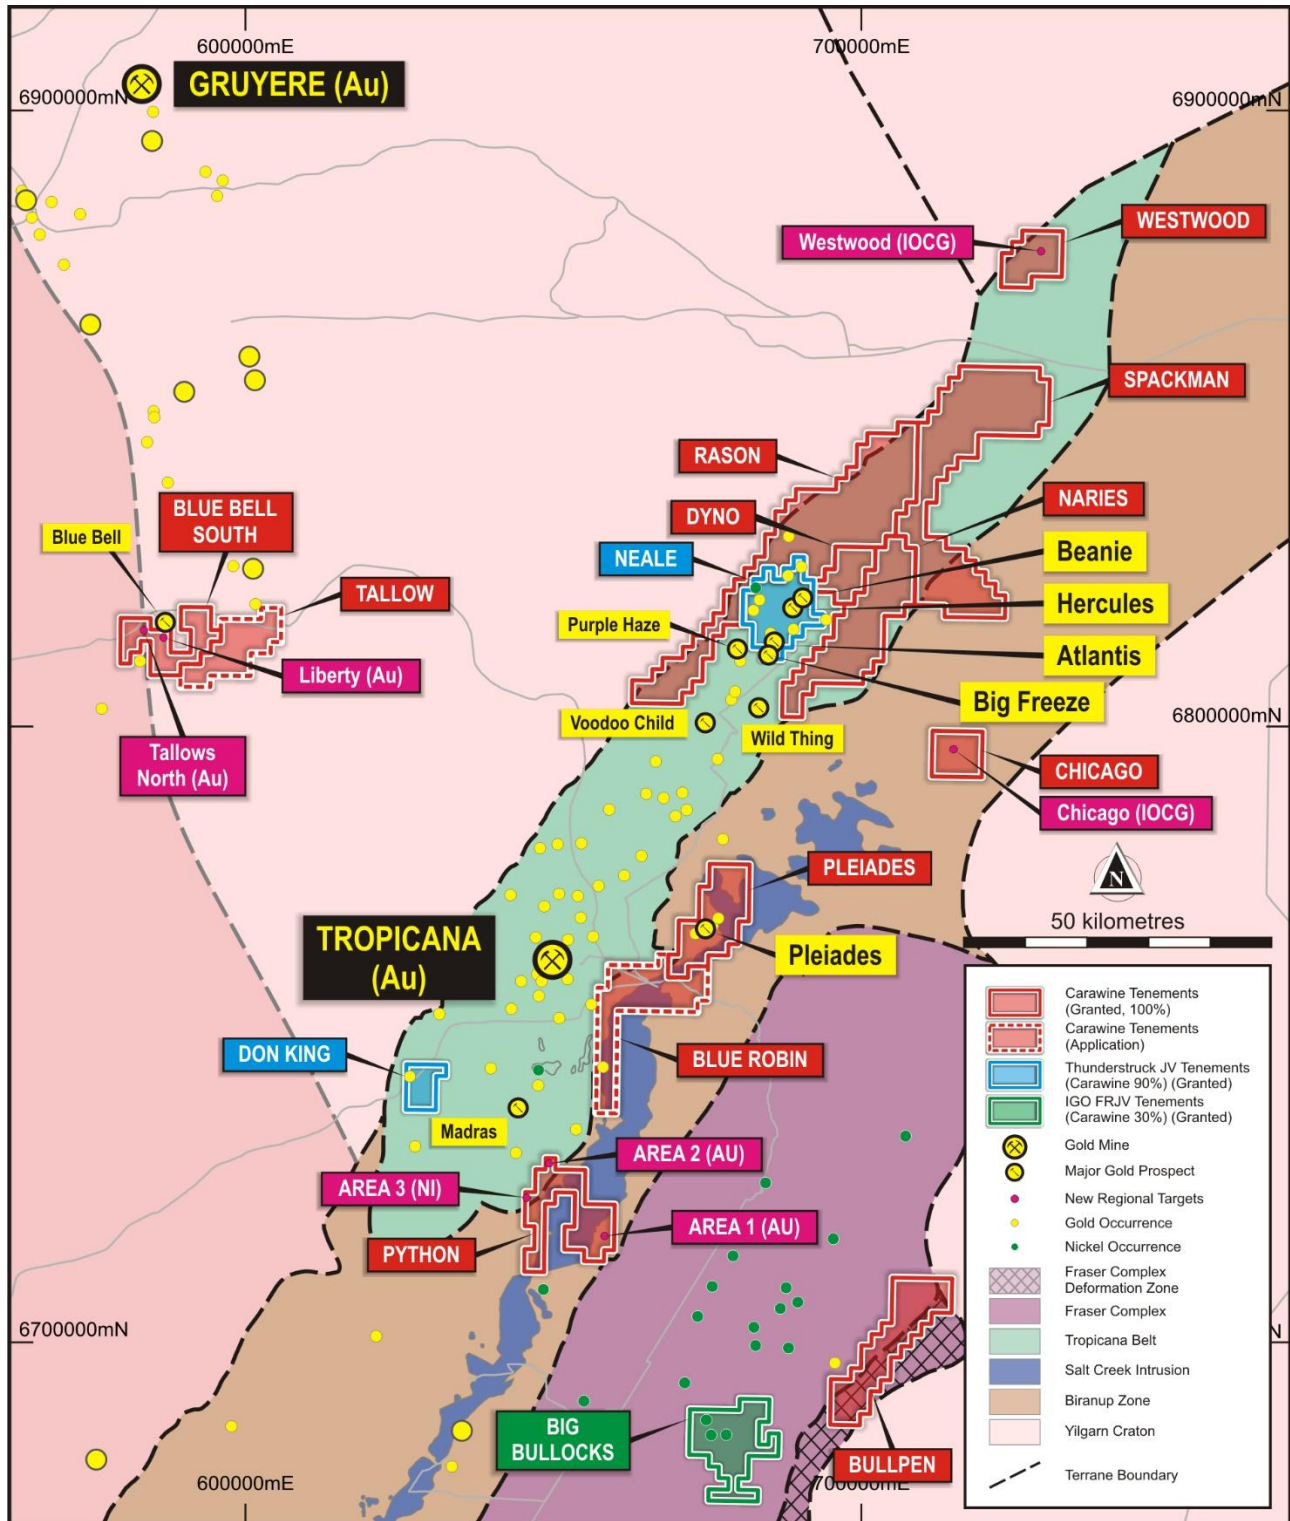 600000mE
700000mE
GRUYERE (Au)
6900000mN
6900000mN
WESTWOOD
Westwood (IOCG)
SPACKMAN
RASON
BLUE BELL
SOUTH
NARIES
DYNO
Blue Bell
NEALE
Beanie
TALLOW
Hercules
Purple Haze
Atlantis
Liberty (Au)
Big Freeze
Voodoo Child
6800000mN
Wild Thing
Tallows
North (Au)
CHICAGO
Chicago (IOCG)
PLEIADES
N
50 kilometres
TROPICANA
(Au)
Pleiades
DON KING
BLUE ROBIN
Madras
AREA 2 (AU)
AREA 3 (NI)
AREA 1 (AU)
PYTHON
6700000mN
N
BIG
BULLOCKS
BULLPEN
600000mE
700000mE
Carawine Tenements
(Granted, 100%)
Carawine Tenements
(Application)
Thunderstruck JV Tenements
(Carawine 90%) (Granted)
IGO FRJV Tenements
(Carawine 30%) (Granted)
Gold Mine
Major Gold Prospect
New Regional Targets
Gold Occurrence
Nickel Occurrence
Fraser Complex
Deformation Zone
Fraser Complex
Tropicana Belt
Salt Creek Intrusion
Biranup Zone
Yilgarn Craton
Terrane Boundary